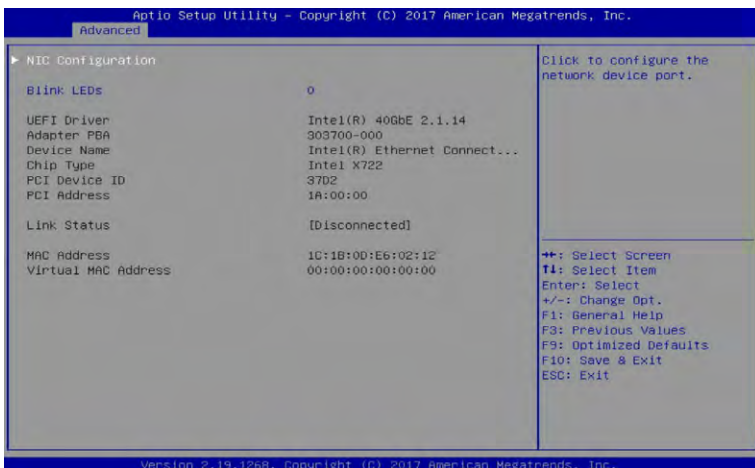 Aptio Setup Utility – Copyright (C) 2017 American Megatrends, Inc.
Advanced
▶ NIC Configuration
Click to configure the
network device port.
Blink LEDs 0
UEFI Driver Intel(R) 40GbE 2.1.14
Adapter PBA 303700-000
Device Name Intel(R) Ethernet Connect...
Chip Type Intel X722
PCI Device ID 37D2
PCI Address 1A:00:00
Link Status [Disconnected]
MAC Address 1C:1B:0D:E6:02:12
Virtual MAC Address 00:00:00:00:00:00
→←: Select Screen
↑↓: Select Item
Enter: Select
+/-: Change Opt.
F1: General Help
F3: Previous Values
F9: Optimized Defaults
F10: Save & Exit
ESC: Exit
Version 2.19.1268. Copyright (C) 2017 American Megatrends, Inc.